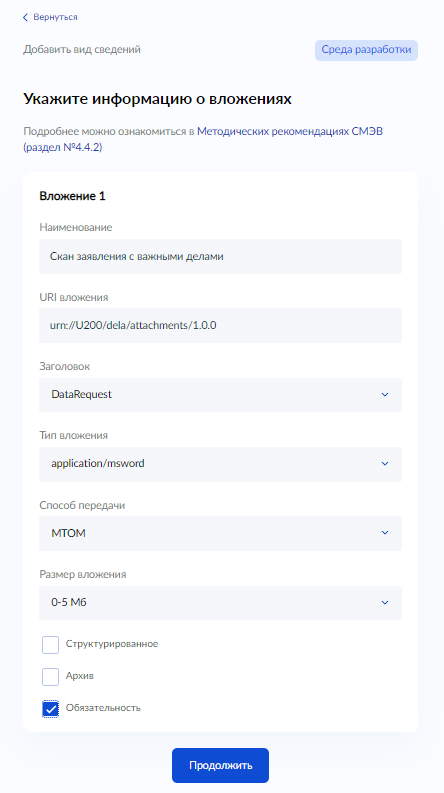 Вернуться
Добавить вид сведений
Среда разработки
Укажите информацию о вложениях
Подробнее можно ознакомиться в Методических рекомендациях СМЭВ
(раздел №4.4.2)
Вложение 1
Наименование
Скан заявления с важными делами
URI вложения
urn://U200/dela/attachments/1.0.0
Заголовок
DataRequest
Тип вложения
application/msword
Способ передачи
MTOM
Размер вложения
0-5 Мб
Структурированное
Архив
Обязательность
Продолжить